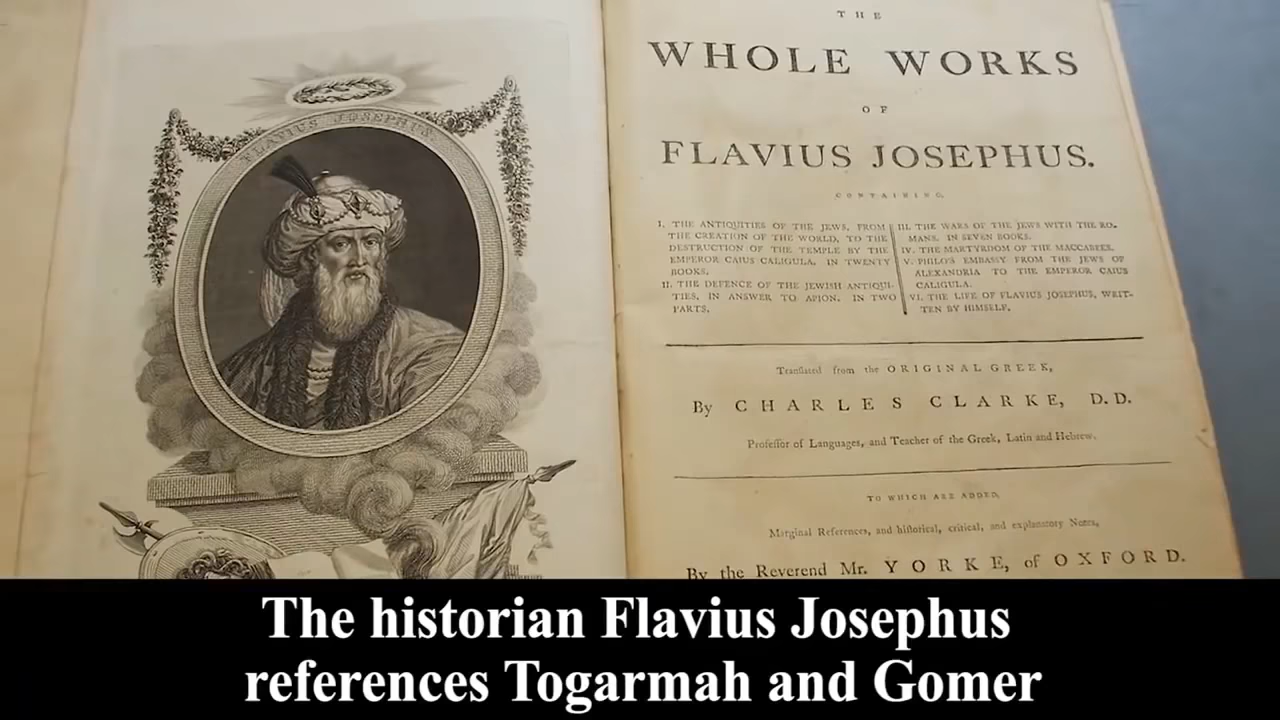 FLAVIUS JOSEPHUS
THE
WHOLE WORKS
OF
FLAVIUS JOSEPHUS.
CONTAINING,
I. THE ANTIQUITIES OF THE JEWS, FROM
THE CREATION OF THE WORLD, TO THE
DESTRUCTION OF THE TEMPLE BY THE
EMPEROR CAIUS CALIGULA, IN TWENTY
BOOKS.
II. THE DEFENCE OF THE JEWISH ANTIQUI-
TIES, IN ANSWER TO APION. IN TWO
PARTS.
III. THE WARS OF THE JEWS WITH THE RO-
MANS, IN SEVEN BOOKS.
IV. THE MARTYRDOM OF THE MACCABEES.
V. PHILO'S EMBASSY FROM THE JEWS OF
ALEXANDRIA TO THE EMPEROR CAIUS
CALIGULA.
VI. THE LIFE OF FLAVIUS JOSEPHUS, WRIT-
TEN BY HIMSELF.
Tranſlated from the ORIGINAL GREEK,
By CHARLES CLARKE, D.D.
Profeſſor of Languages, and Teacher of the Greek, Latin and Hebrew.
TO WHICH ARE ADDED,
Marginal References, and hiſtorical, critical, and explanatory Notes,
By the Reverend Mr. YORKE, of OXFORD.
The historian Flavius Josephus
references Togarmah and Gomer